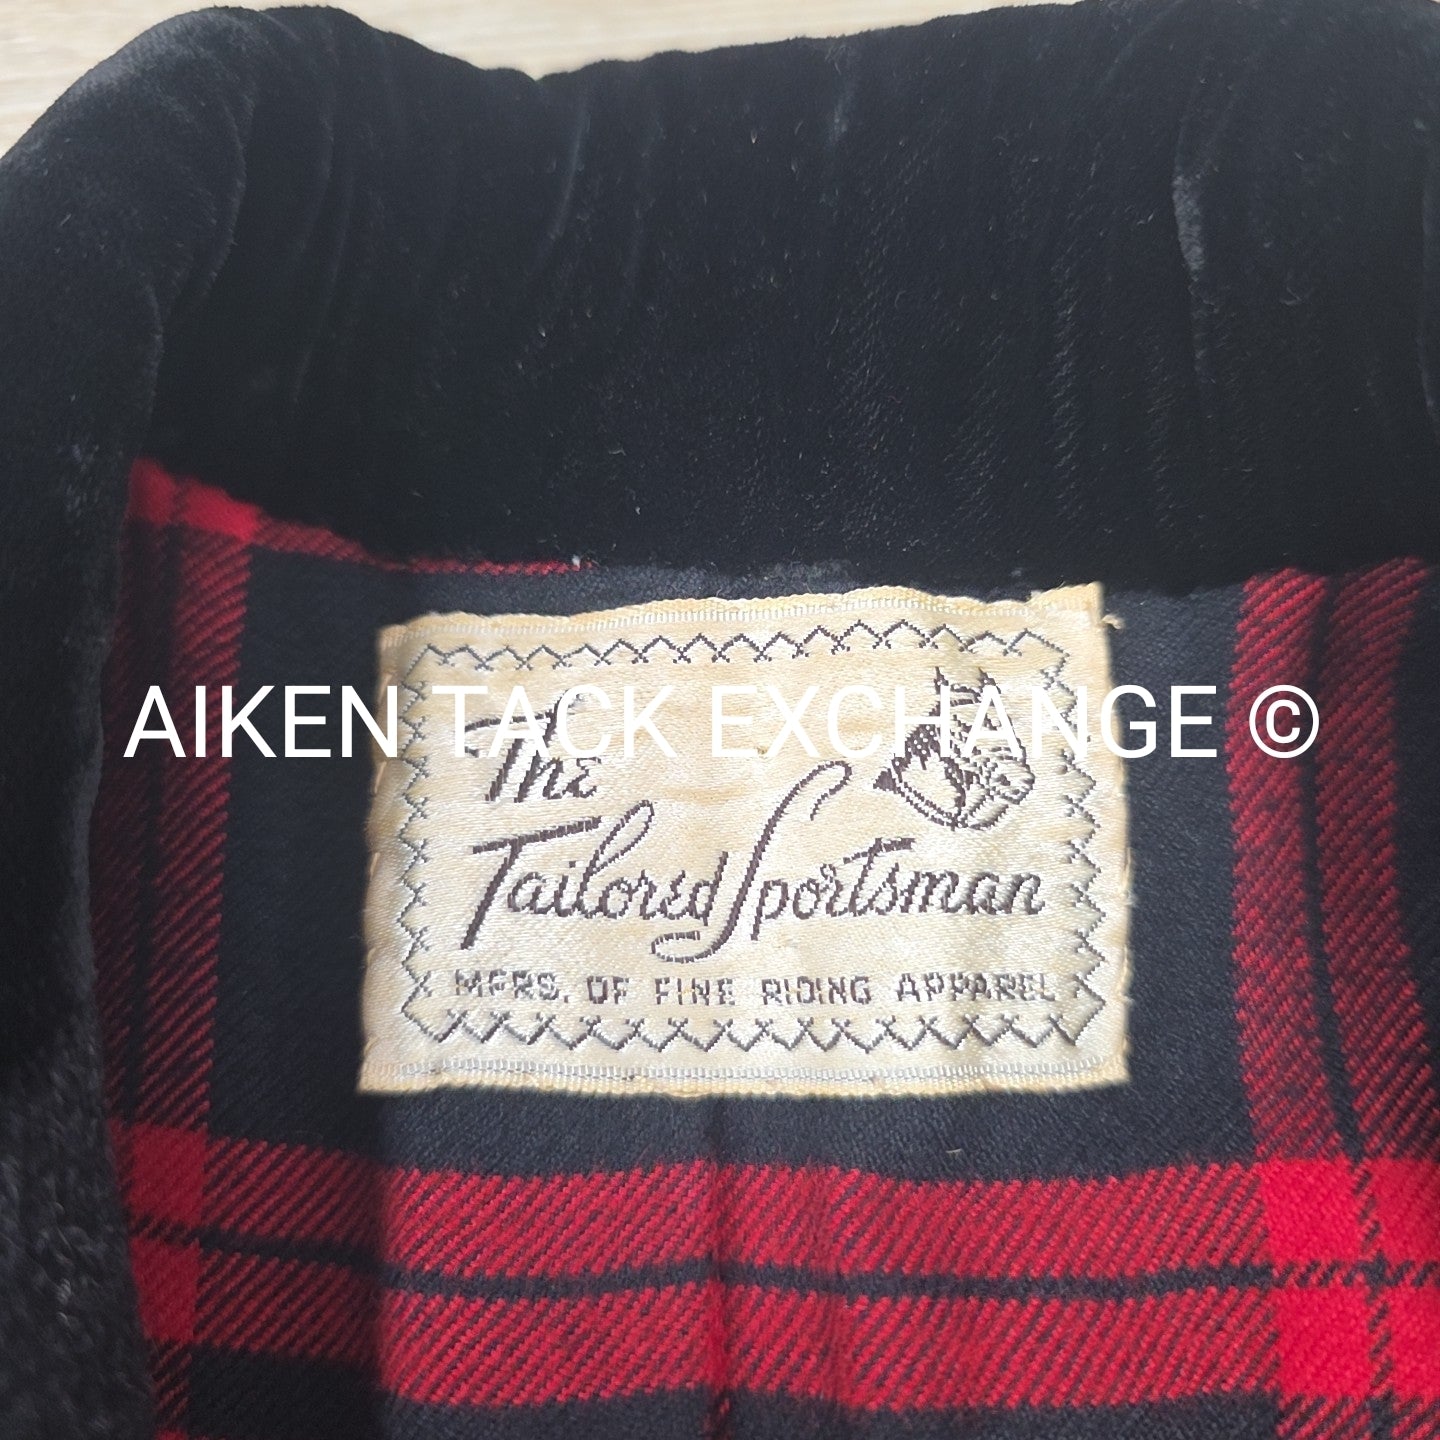 AIKEN TACK EXCHANGE ©
The
Tailored Sportsman
MFRS. OF FINE RIDING APPAREL